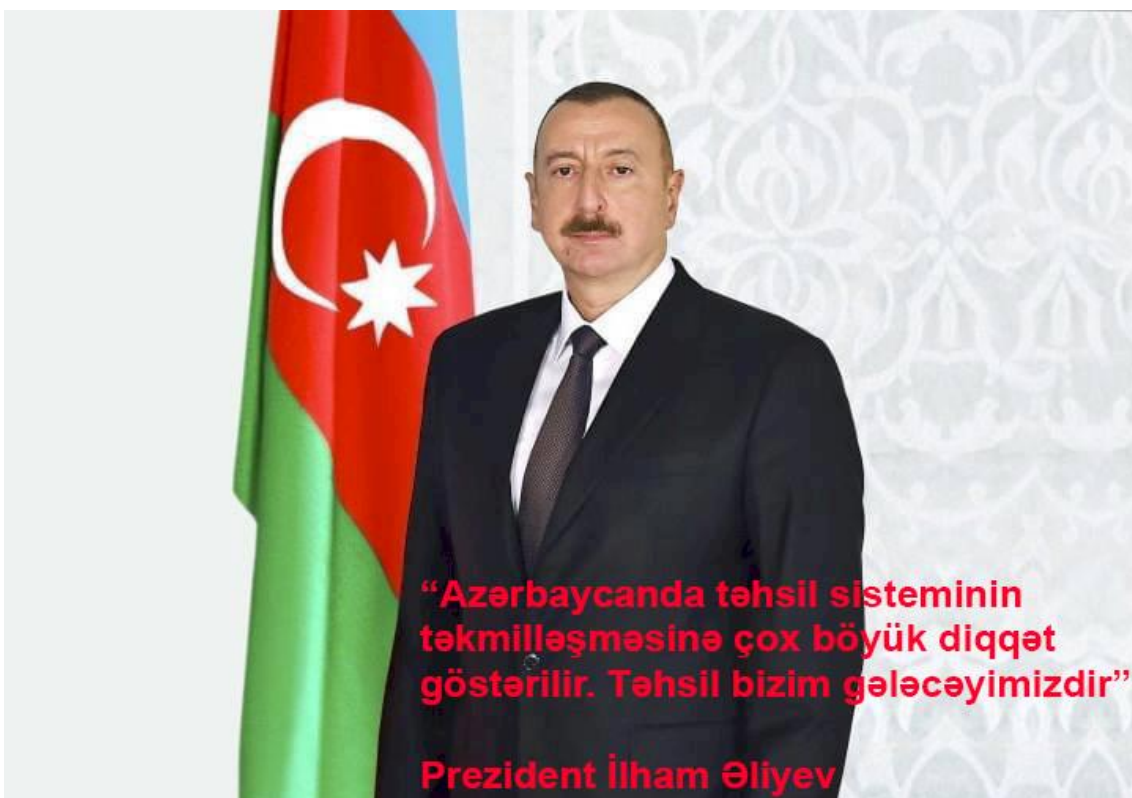 “Azərbaycanda təhsil sisteminin
təkmilləşməsinə çox böyük diqqət
göstərilir. Təhsil bizim gələcəyimizdir”
Prezident İlham Əliyev